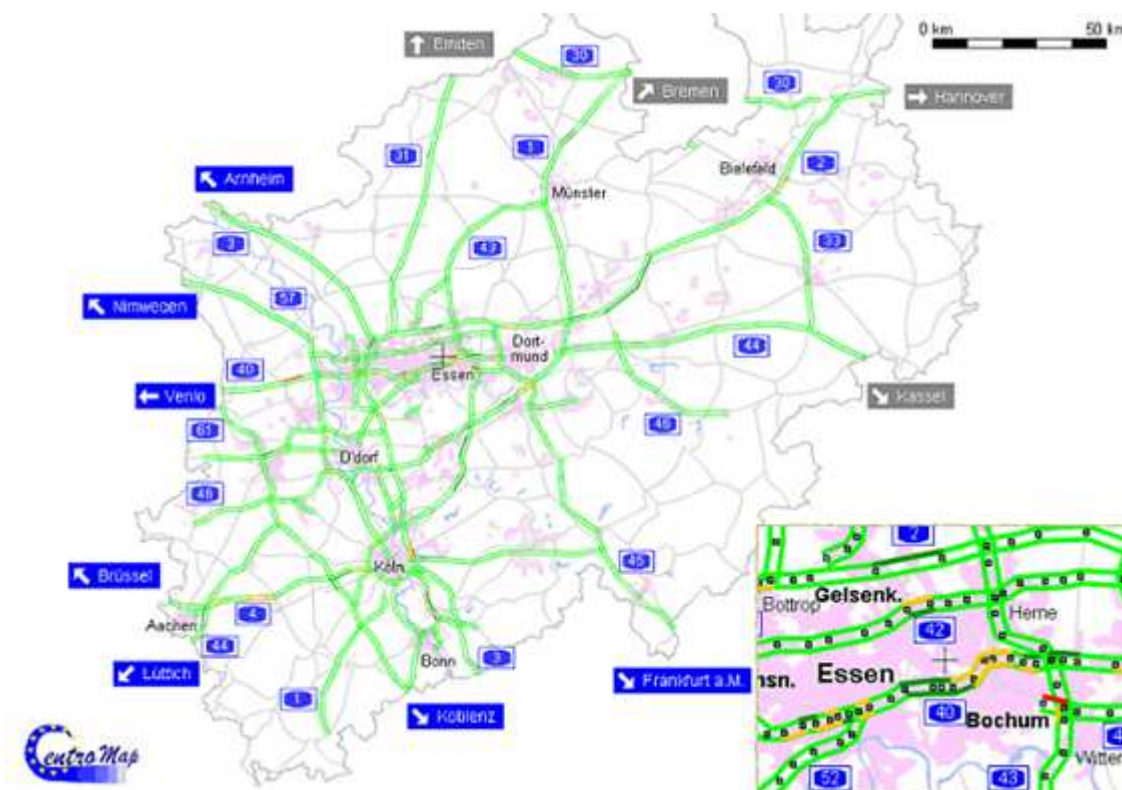 0 km 50 km
Emden
30
Bremen
30
Hannover
31
1
2
Bielefeld
Arnheim
Münster
3
43
33
57
Nimwegen
Dort-
mund
44
40
Essen
Venlo
Kassel
61
46
D'dorf
46
45
Köln
Brüssel
4
Aachen
44
Bonn
3
Lüttich
1
Koblenz
Frankfurt a.M.
CentroMap
2
Bottrop
Gelsenk.
Herne
42
Essen
40
Bochum
Witten
52
43